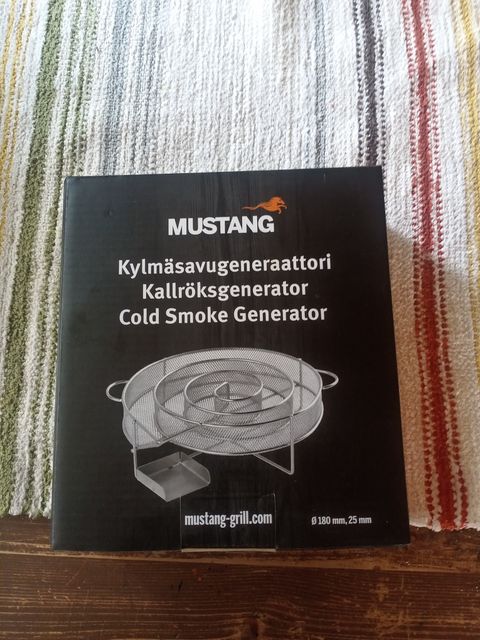 MUSTANG
Kylmäsavugeneraattori
Kallröksgenerator
Cold Smoke Generator
mustang-grill.com
Ø 180 mm, 25 mm